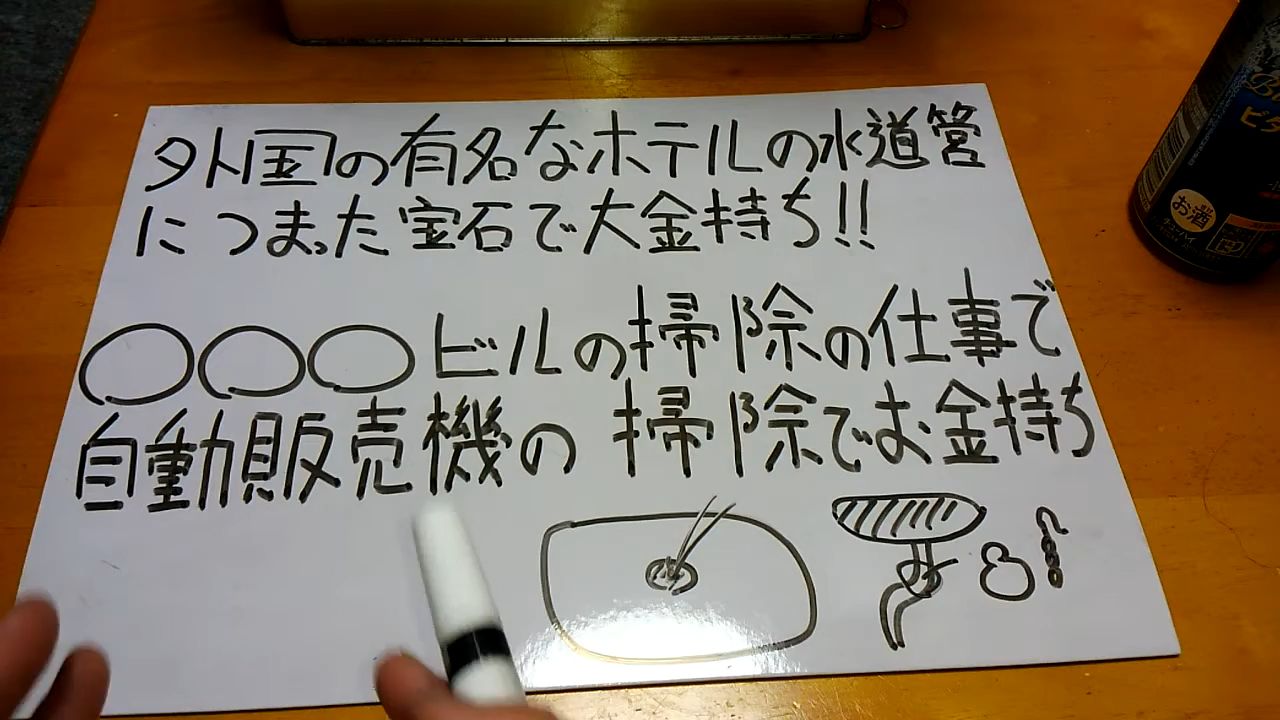 外国の有名なホテルの水道管
につまった宝石で大金持ち!!
〇〇〇ビルの掃除の仕事で
自動販売機の掃除でお金持ち
お酒